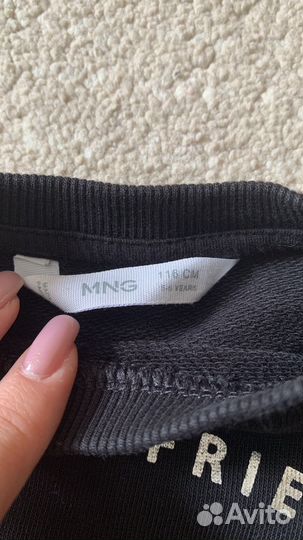 MNG
116 CM
5-6 YEARS
FRIE
Avito